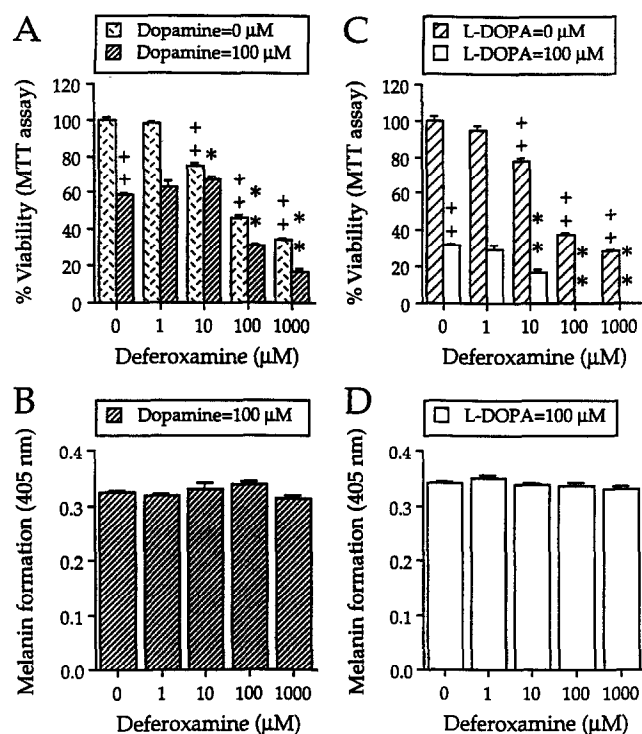 A
Dopamine=0 µM
Dopamine=100 µM
% Viability (MTT assay)
120
100
80
60
40
20
0
+
+
+
+
*
+
+
*
*
+
+
*
*
0 1 10 100 1000
Deferoxamine (µM)
C
L-DOPA=0 µM
L-DOPA=100 µM
% Viability (MTT assay)
120
100
80
60
40
20
0
+
+
+
+
*
*
+
+
*
*
+
+
*
*
0 1 10 100 1000
Deferoxamine (µM)
B
Dopamine=100 µM
Melanin formation (405 nm)
0.4
0.3
0.2
0.1
0.0
0 1 10 100 1000
Deferoxamine (µM)
D
L-DOPA=100 µM
Melanin formation (405 nm)
0.4
0.3
0.2
0.1
0.0
0 1 10 100 1000
Deferoxamine (µM)